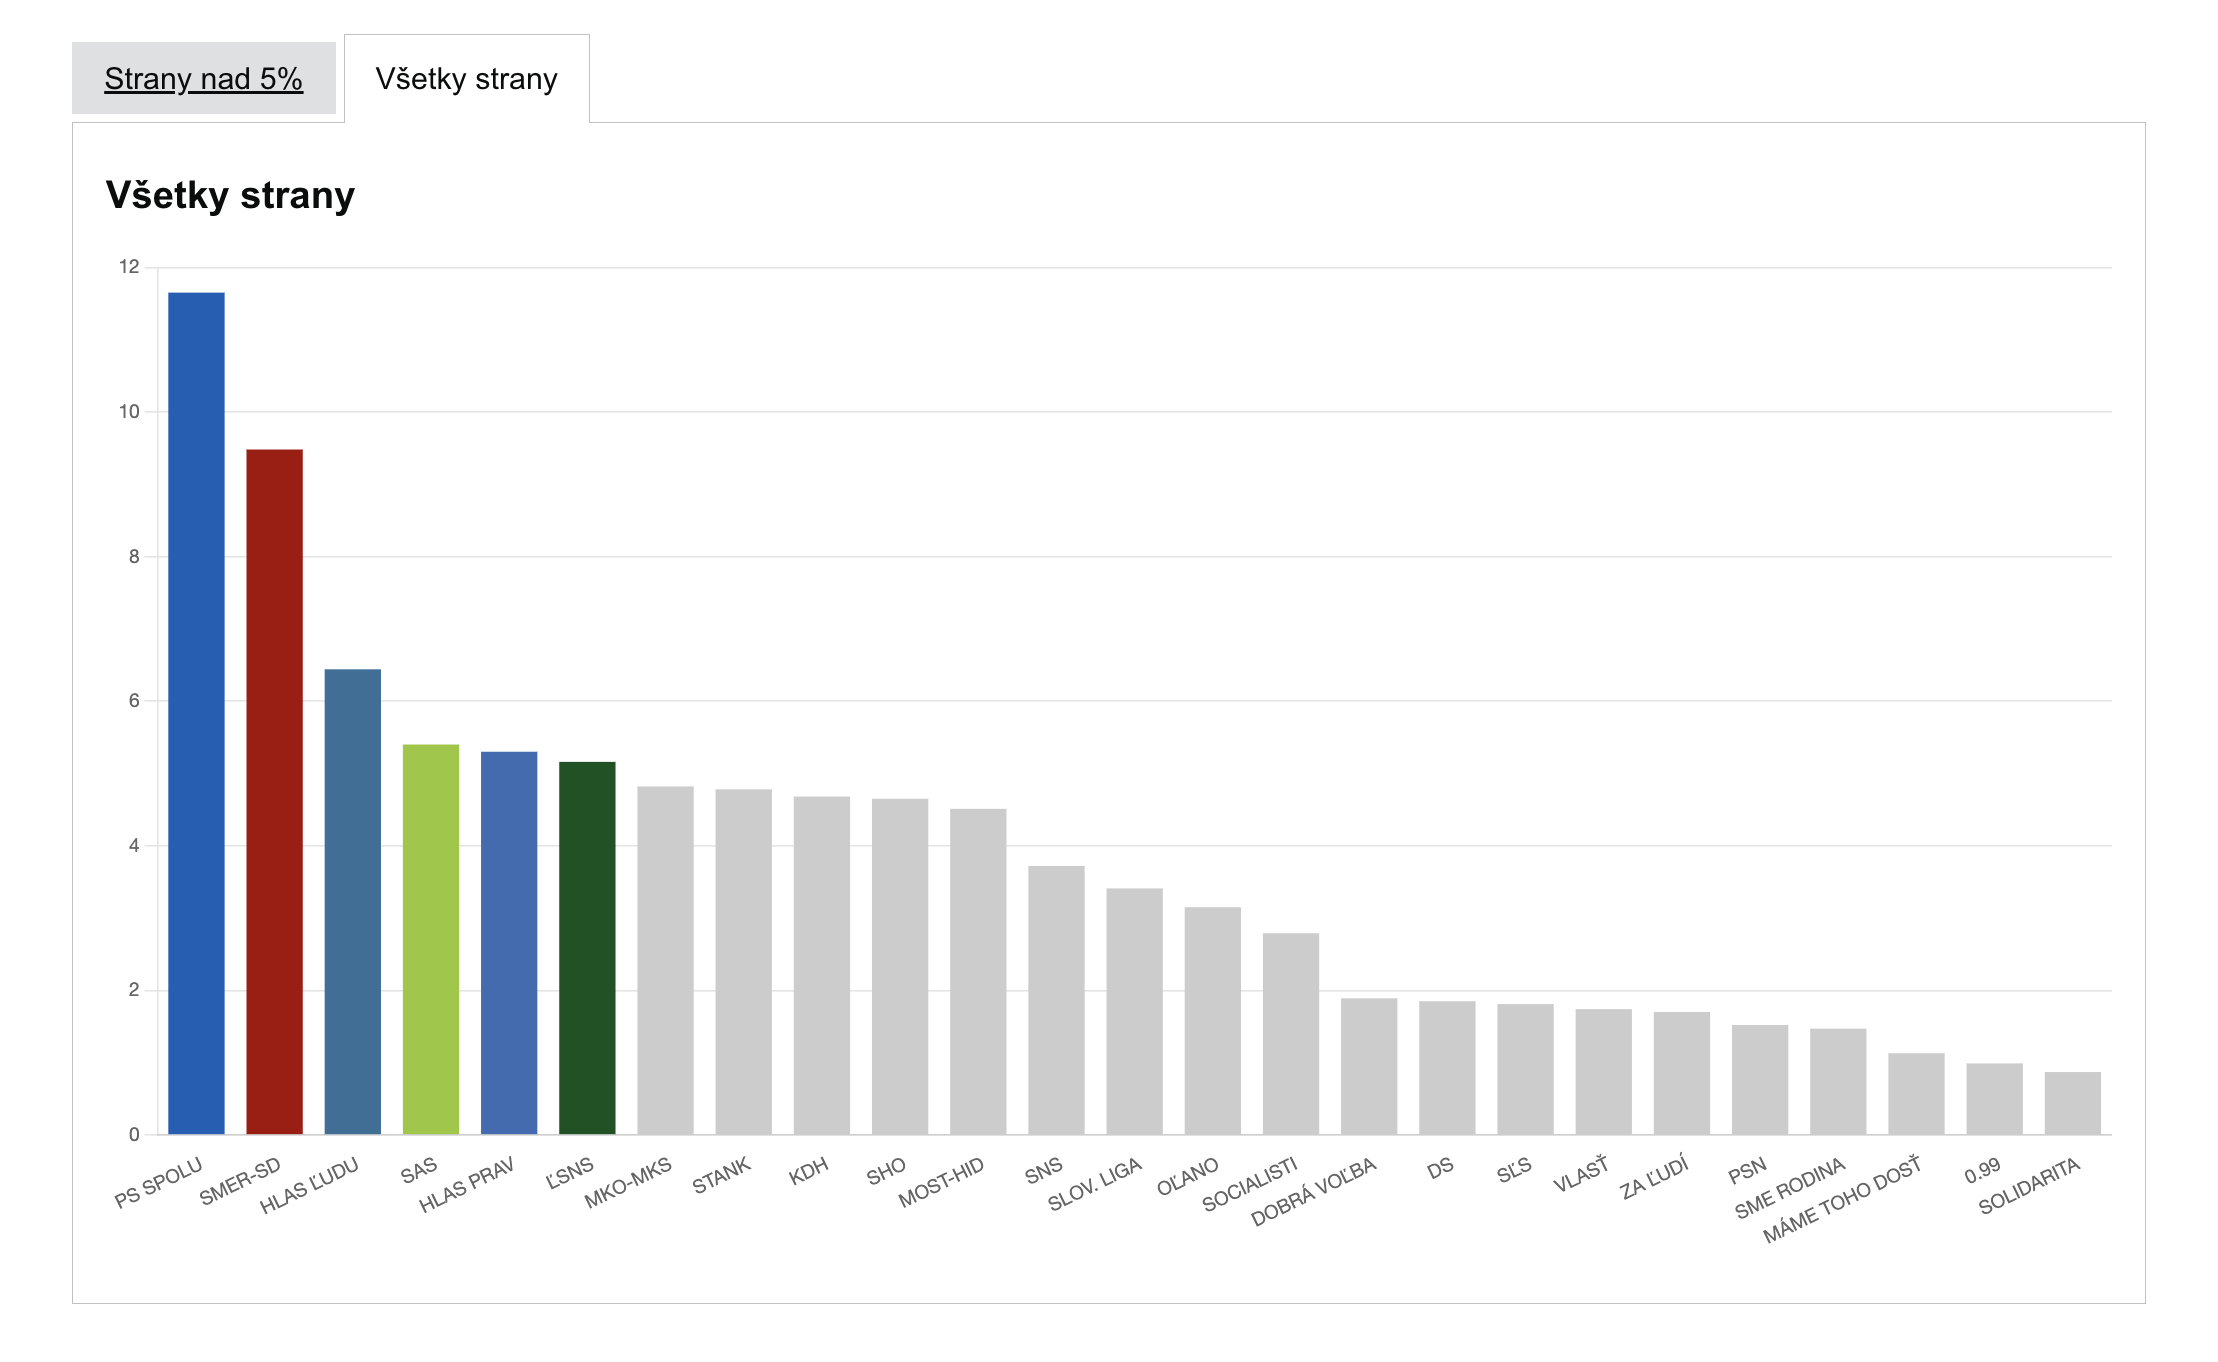 Strany nad 5%
Všetky strany
Všetky strany
12
10
8
6
4
2
0
PS SPOLU
SMER-SD
HLAS ĽUDU
SAS
HLAS PRAV
ĽSNS
MKO-MKS
STANK
KDH
SHO
MOST-HID
SNS
SLOV. LIGA
OĽANO
SOCIALISTI
DOBRÁ VOĽBA
DS
SĽS
VLASŤ
ZA ĽUDÍ
PSN
SME RODINA
MÁME TOHO DOSŤ
0.99
SOLIDARITA